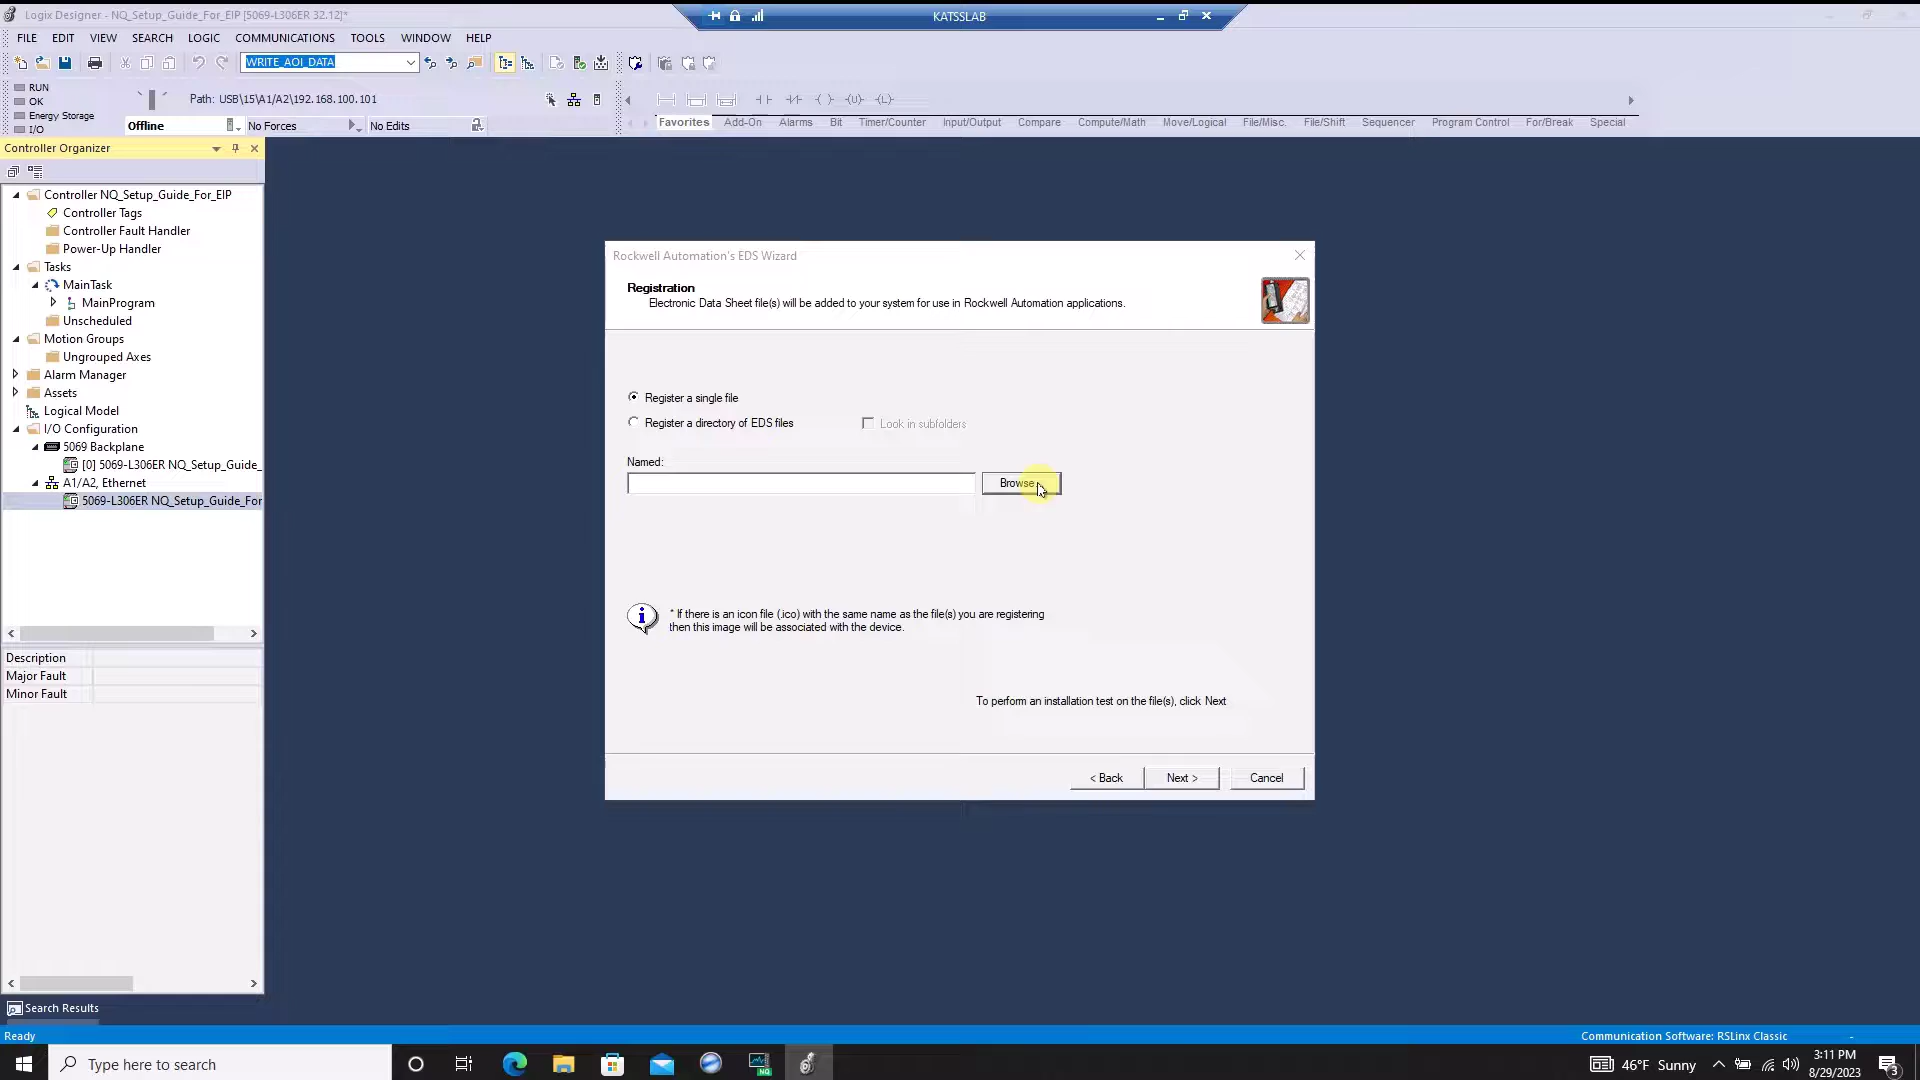 Logix Designer - NQ_Setup_Guide_For_EIP [5069-L306ER 32.12]*
KATSSLAB
FILE EDIT VIEW SEARCH LOGIC COMMUNICATIONS TOOLS WINDOW HELP
WRITE_AOI_DATA
RUN
OK
Energy Storage
I/O
Path: USB\15\A1/A2\192.168.100.101
Offline No Forces No Edits
Favorites Add-On Alarms Bit Timer/Counter Input/Output Compare Compute/Math Move/Logical File/Misc. File/Shift Sequencer Program Control For/Break Special
Controller Organizer
Controller NQ_Setup_Guide_For_EIP
Controller Tags
Controller Fault Handler
Power-Up Handler
Tasks
MainTask
MainProgram
Unscheduled
Motion Groups
Ungrouped Axes
Alarm Manager
Assets
Logical Model
I/O Configuration
5069 Backplane
[0] 5069-L306ER NQ_Setup_Guide_
A1/A2, Ethernet
5069-L306ER NQ_Setup_Guide_For
Description
Major Fault
Minor Fault
Search Results
Rockwell Automation's EDS Wizard
Registration
Electronic Data Sheet file(s) will be added to your system for use in Rockwell Automation applications.
Register a single file
Register a directory of EDS files Look in subfolders
Named:
Browse...
* If there is an icon file (.ico) with the same name as the file(s) you are registering
then this image will be associated with the device.
To perform an installation test on the file(s), click Next
< Back Next > Cancel
Ready
Communication Software: RSLinx Classic
Type here to search
46°F Sunny
3:11 PM
8/29/2023